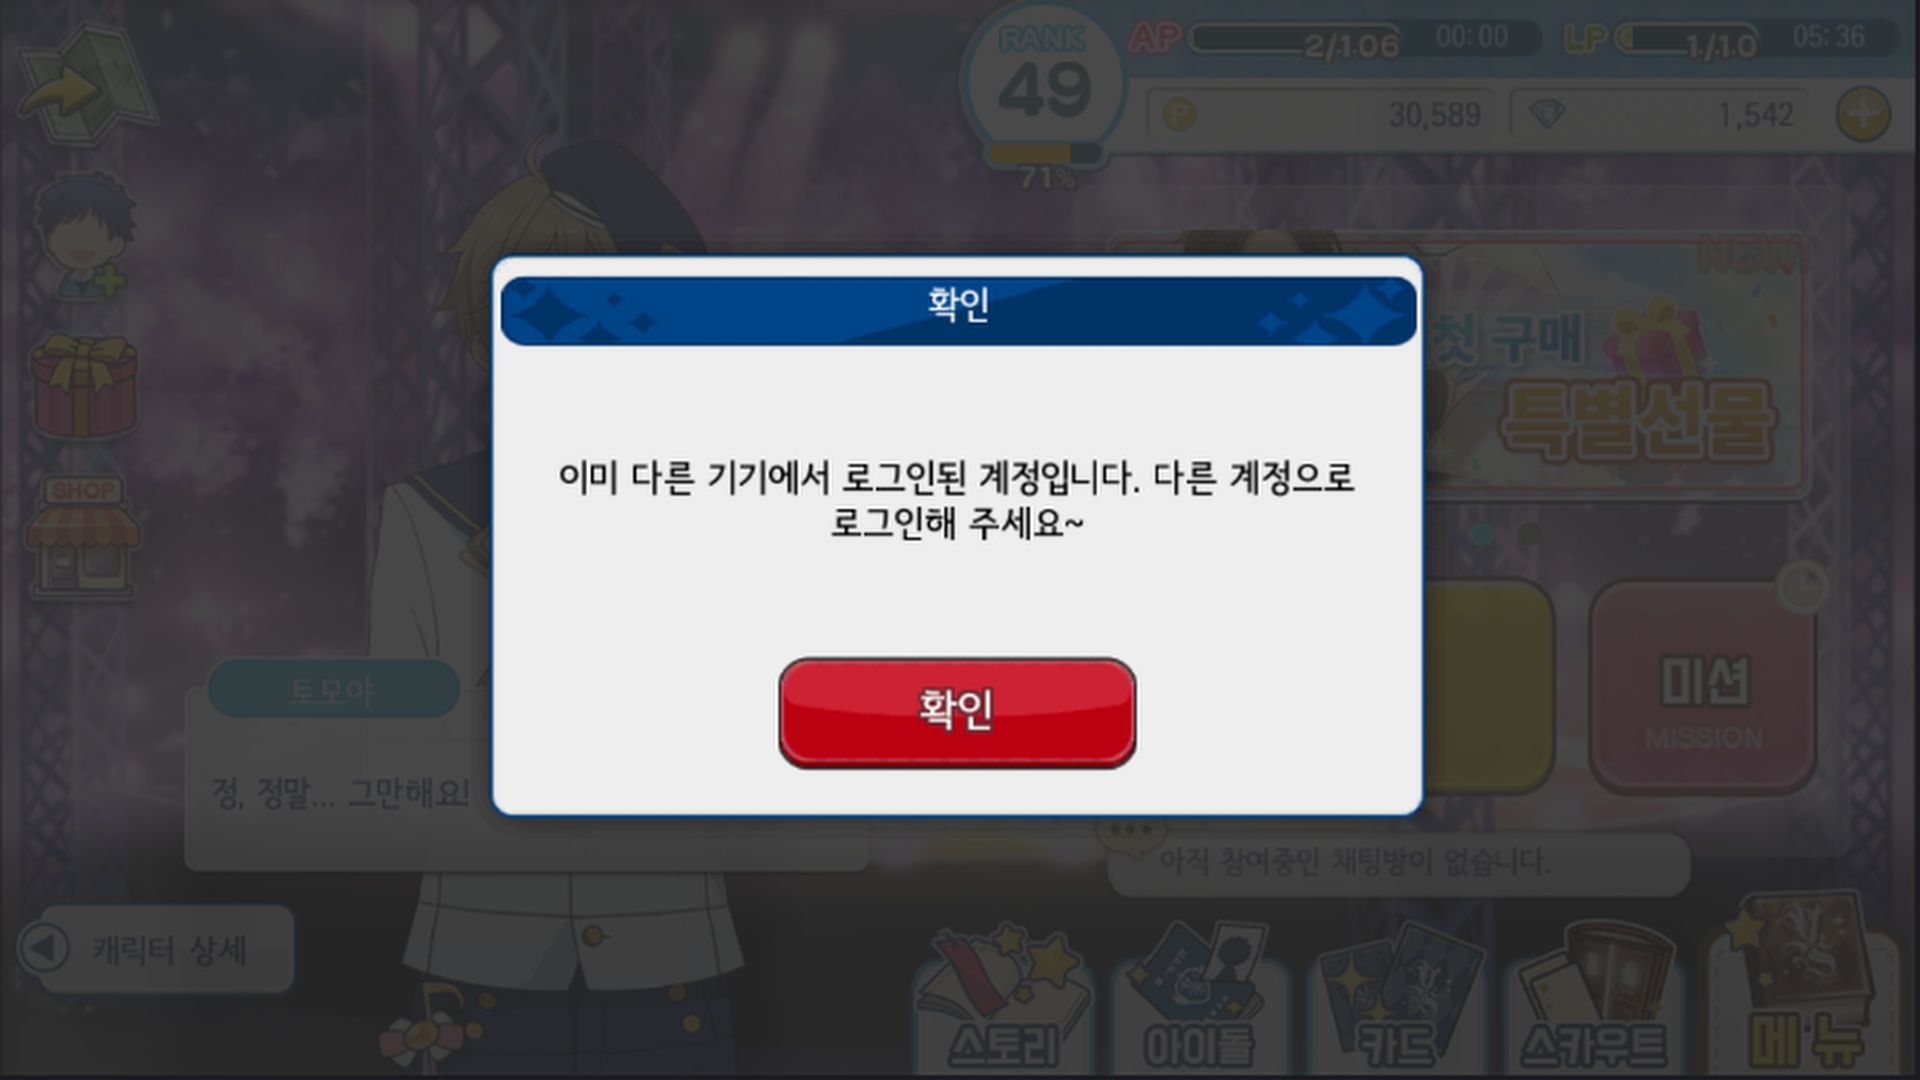 RANK
49
71%
AP
2/106
00:00
LP
1/10
05:36
30,589
1,542
NEW!
첫 구매
특별선물
SHOP
확인
이미 다른 기기에서 로그인된 계정입니다. 다른 계정으로
로그인해 주세요~
확인
미션
MISSION
토모야
정, 정말... 그만해요!
아직 참여중인 채팅방이 없습니다.
캐릭터 상세
스토리
아이돌
카드
스카우트
메뉴